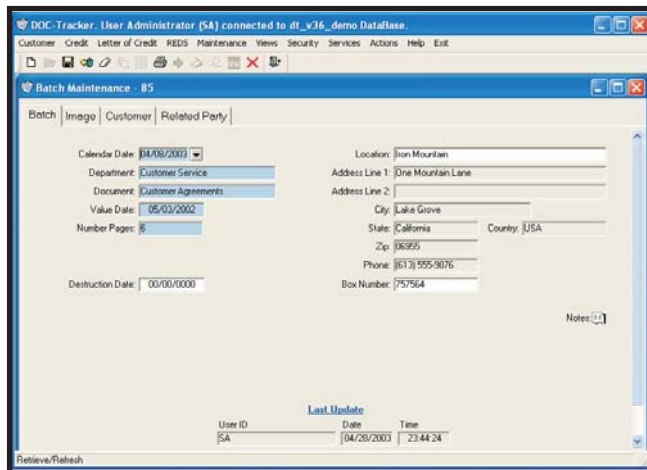 DOC-Tracker. User Administrator (SA) connected to dt_v36_demo DataBase.
Customer Credit Letter of Credit REDS Maintenance Views Security Services Actions Help Exit
Batch Maintenance - 85
Batch Image Customer Related Party
Calendar Date: 04/08/2003 Location: Iron Mountain
Department: Customer Service Address Line 1: One Mountain Lane
Document: Customer Agreements Address Line 2:
Value Date: 05/03/2002 City: Lake Grove
Number Pages: 6 State: California Country: USA
Zip: 06955
Phone: (613) 555-9876
Destruction Date: 00/00/0000 Box Number: 757564
Notes:
Last Update
User ID Date Time
SA 04/28/2003 23:44:24
Retrieve/Refresh